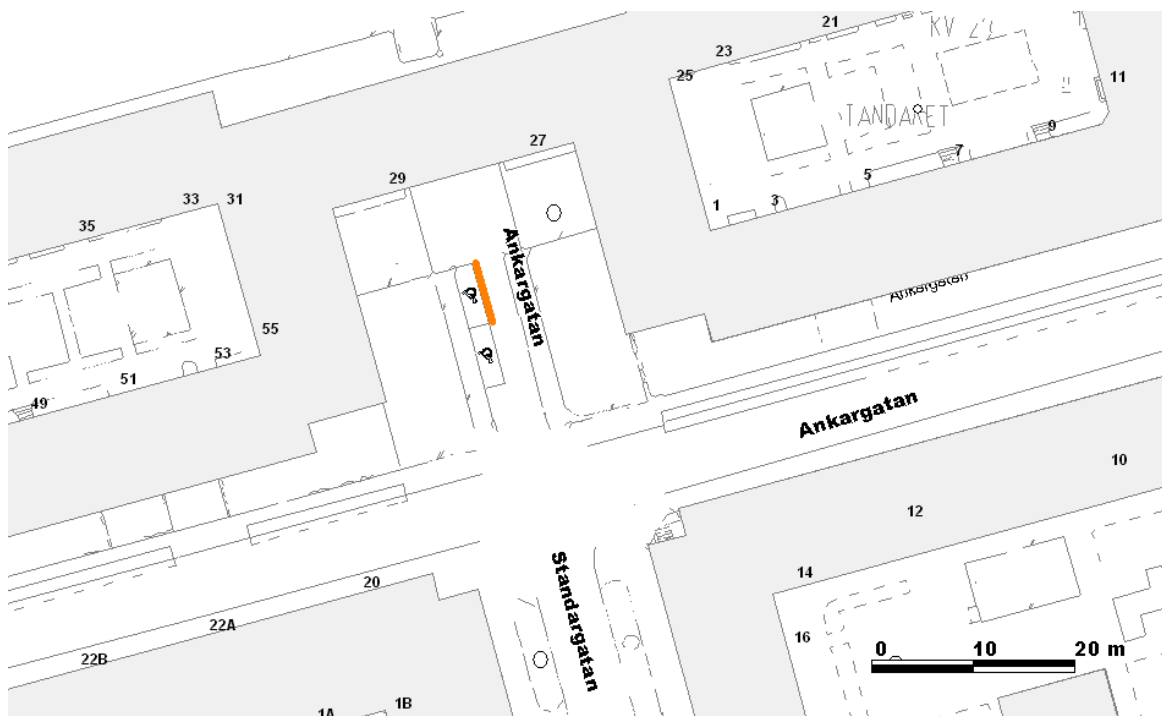 21
KV 22
23
25
11
TANDARET
9
27
7
29
5
3
1
33
31
35
Ankargatan
Ankargatan
55
53
51
49
Ankargatan
10
12
Standargatan
14
20
16
22A
0 10 20 m
22B
1B
1A